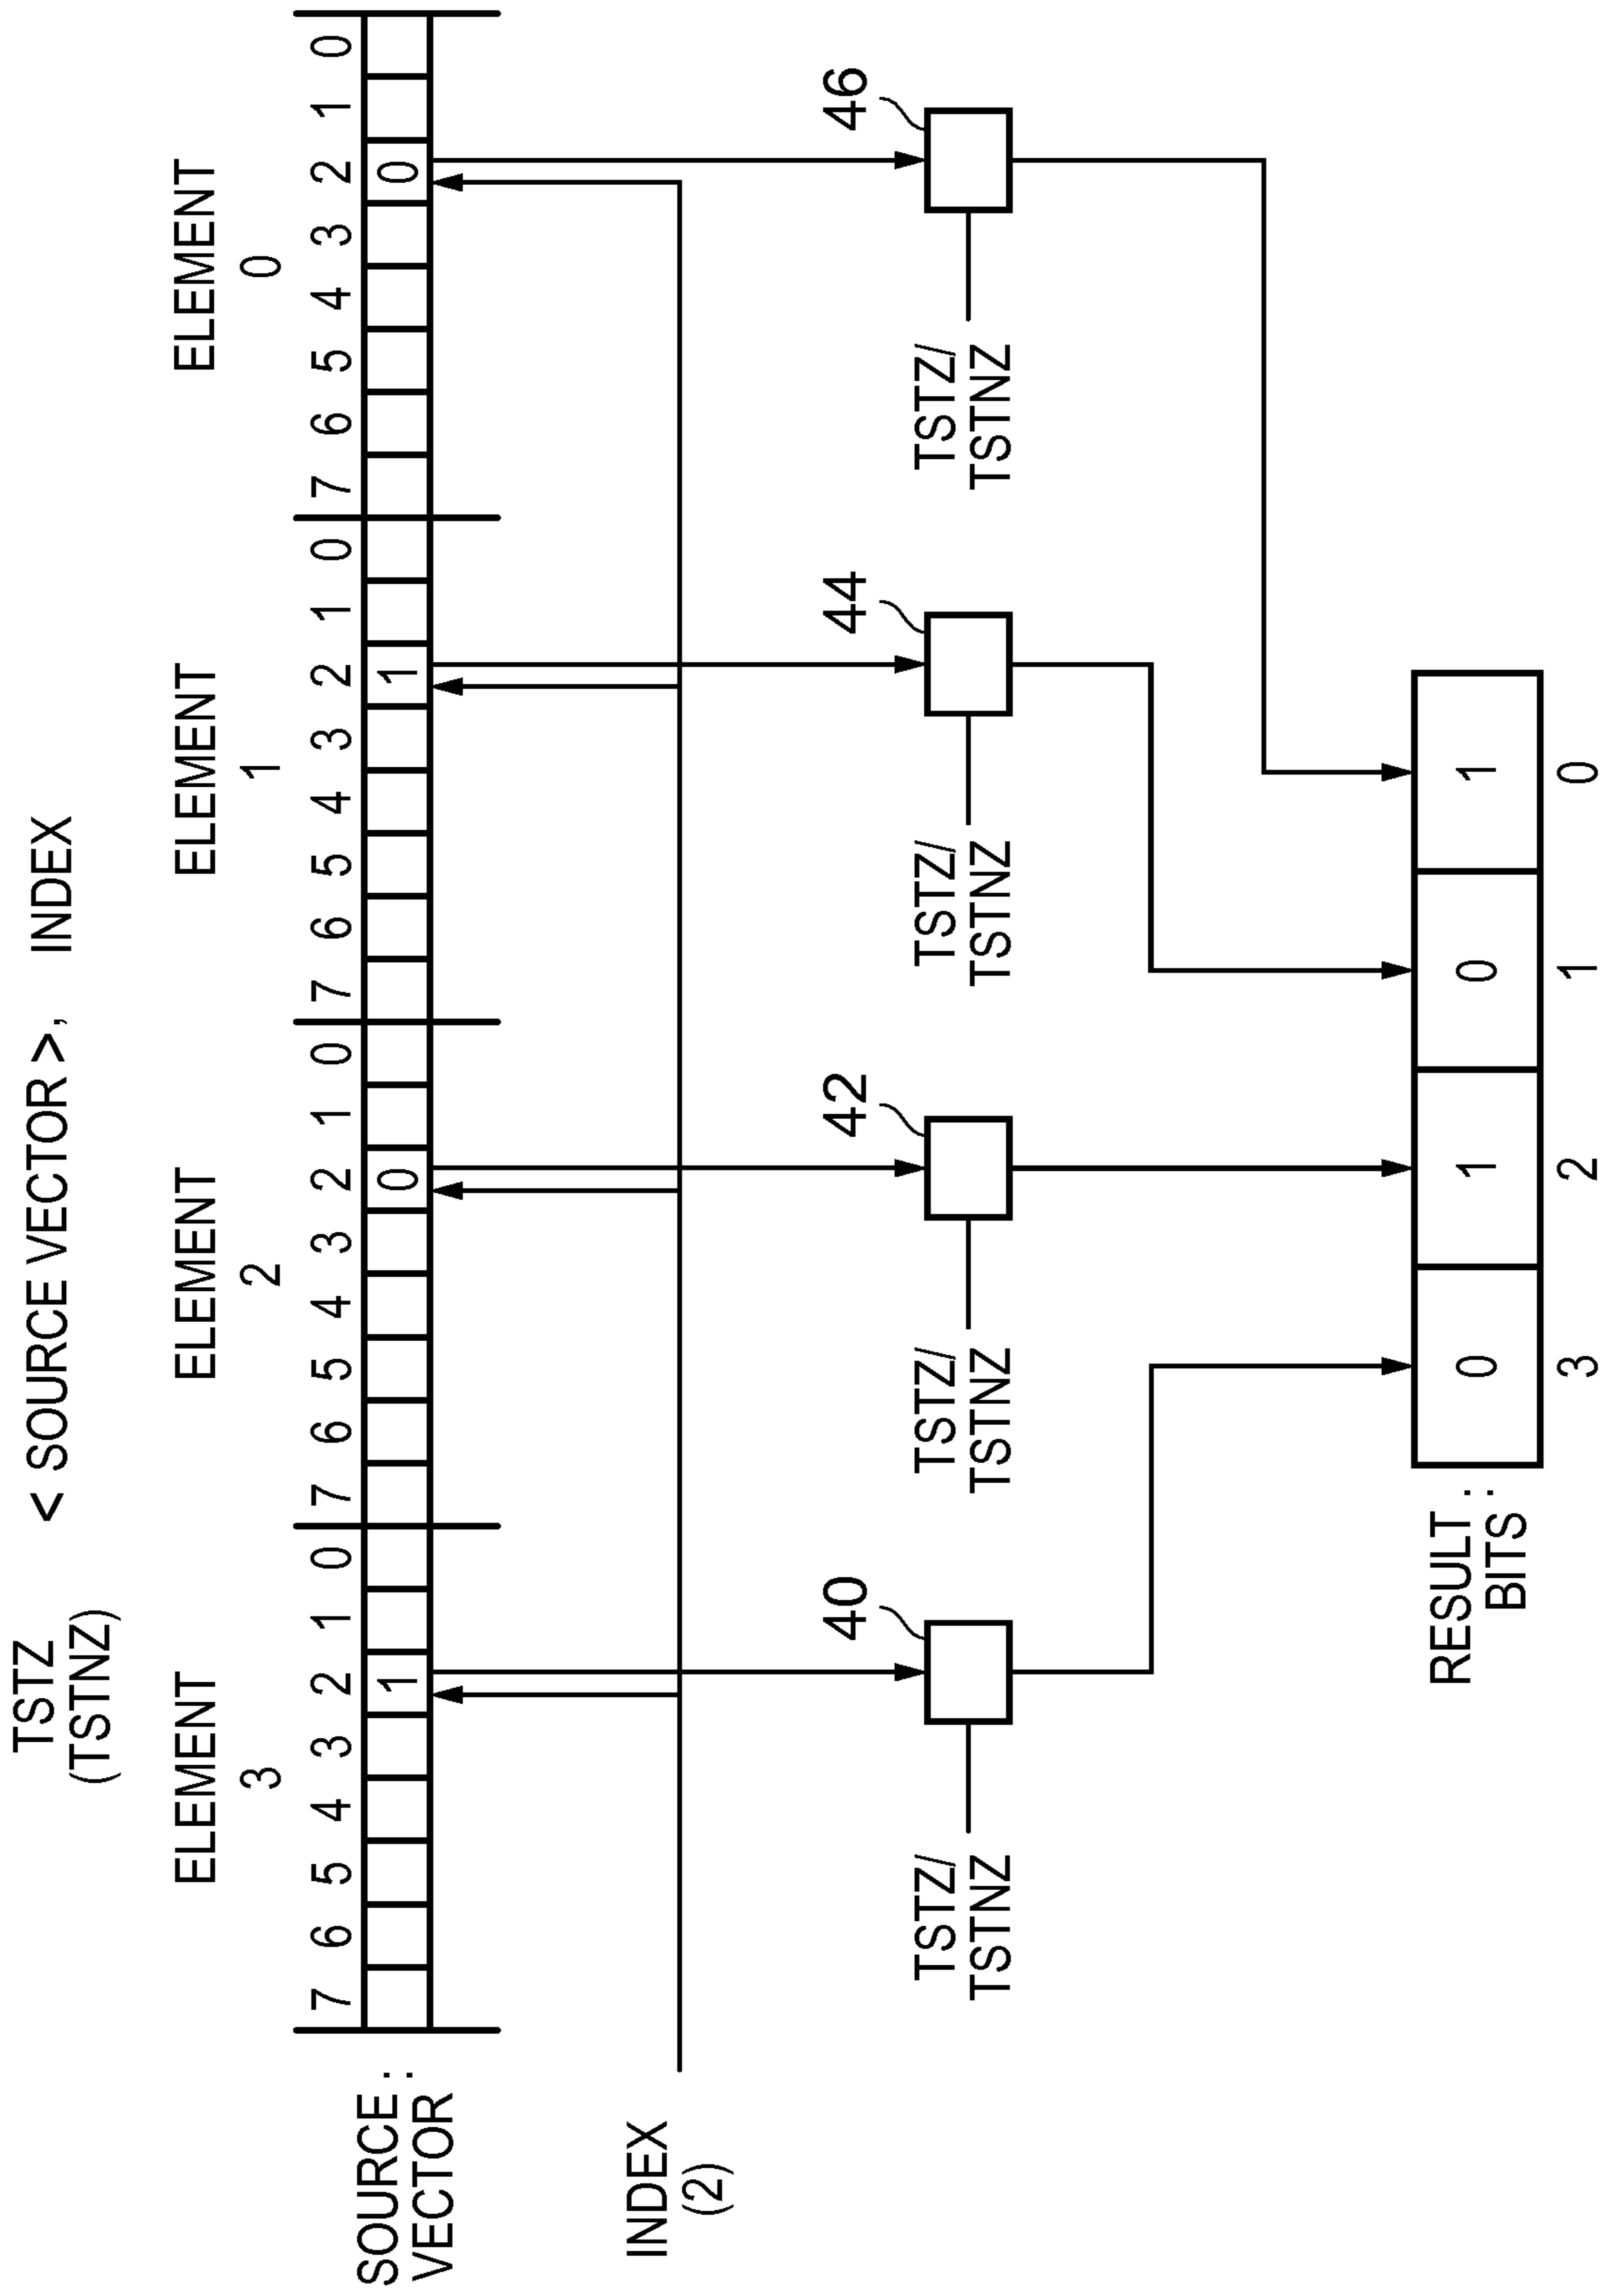 TSTZ < SOURCE VECTOR >, INDEX
(TSTNZ)
ELEMENT ELEMENT ELEMENT ELEMENT
3 2 1 0
7 6 5 4 3 2 1 0 7 6 5 4 3 2 1 0 7 6 5 4 3 2 1 0 7 6 5 4 3 2 1 0
SOURCE : 1 0 1 0
VECTOR :
INDEX
(2)
40 42 44 46
TSTZ/ TSTZ/ TSTZ/ TSTZ/
TSTNZ TSTNZ TSTNZ TSTNZ
RESULT : 0 1 0 1
BITS :
3 2 1 0